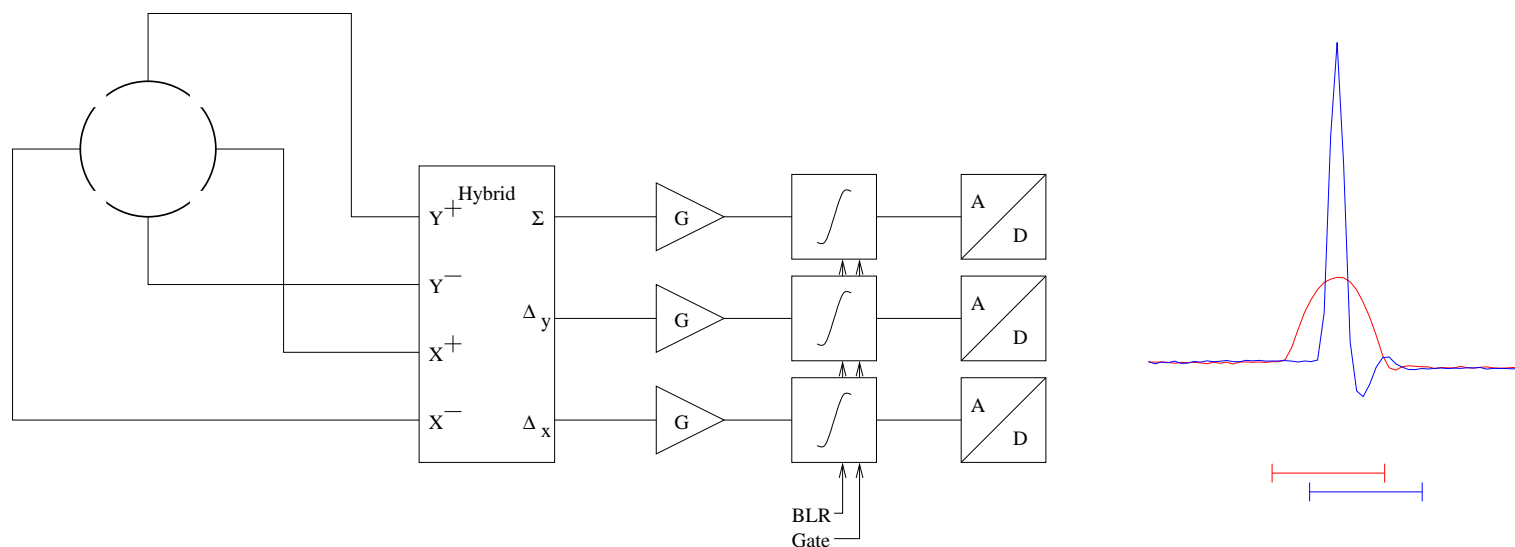 Hybrid
Y+ Σ
Y−
Δy
X+
X− Δx
G
G
G
∫
∫
∫
A
D
A
D
A
D
BLR
Gate